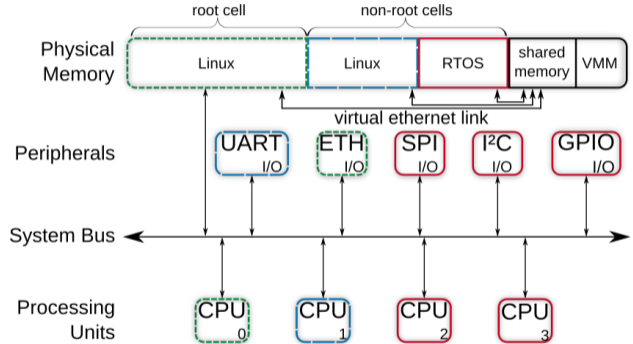 root cell
non-root cells
Physical
Memory
Linux
Linux
RTOS
shared
memory
VMM
virtual ethernet link
Peripherals
UART
I/O
ETH
I/O
SPI
I/O
I²C
I/O
GPIO
I/O
System Bus
Processing
Units
CPU
0
CPU
1
CPU
2
CPU
3